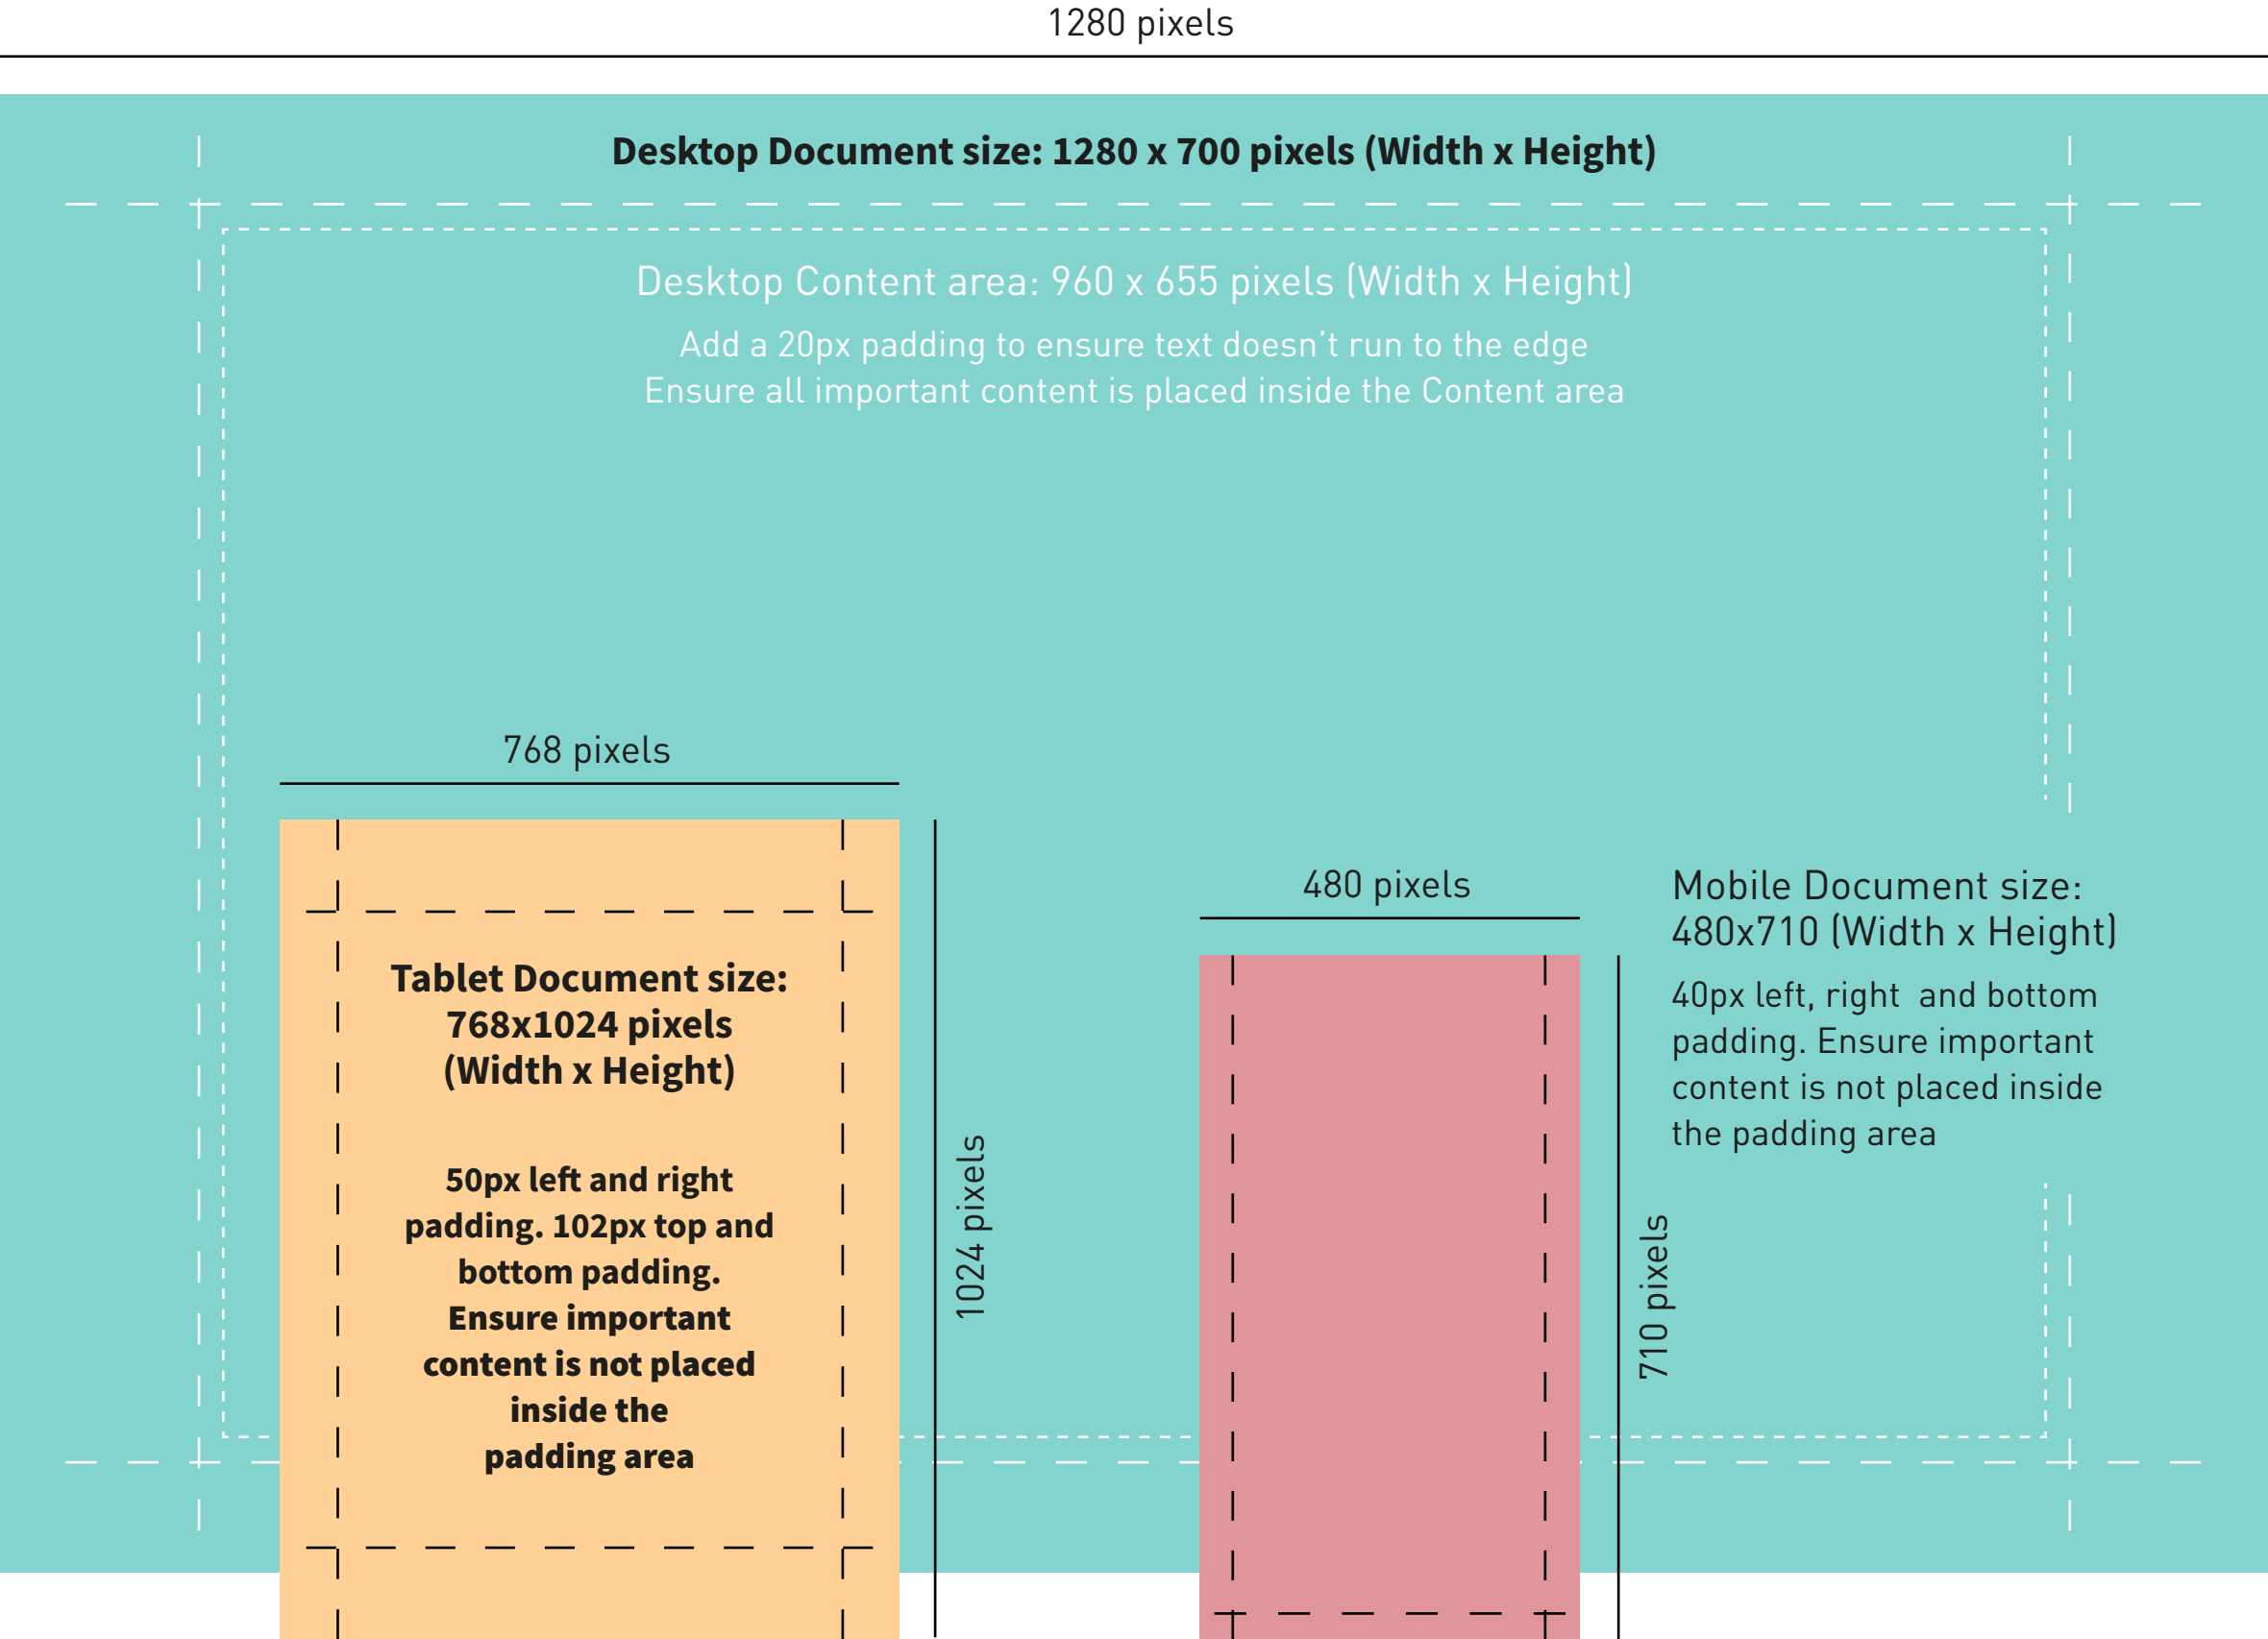 1280 pixels
Desktop Document size: 1280 x 700 pixels (Width x Height)
Desktop Content area: 960 x 655 pixels (Width x Height)
Add a 20px padding to ensure text doesn’t run to the edge
Ensure all important content is placed inside the Content area
768 pixels
Tablet Document size:
768x1024 pixels
(Width x Height)
50px left and right
padding. 102px top and
bottom padding.
Ensure important
content is not placed
inside the
padding area
1024 pixels
480 pixels
710 pixels
Mobile Document size:
480x710 (Width x Height)
40px left, right  and bottom
padding. Ensure important
content is not placed inside
the padding area